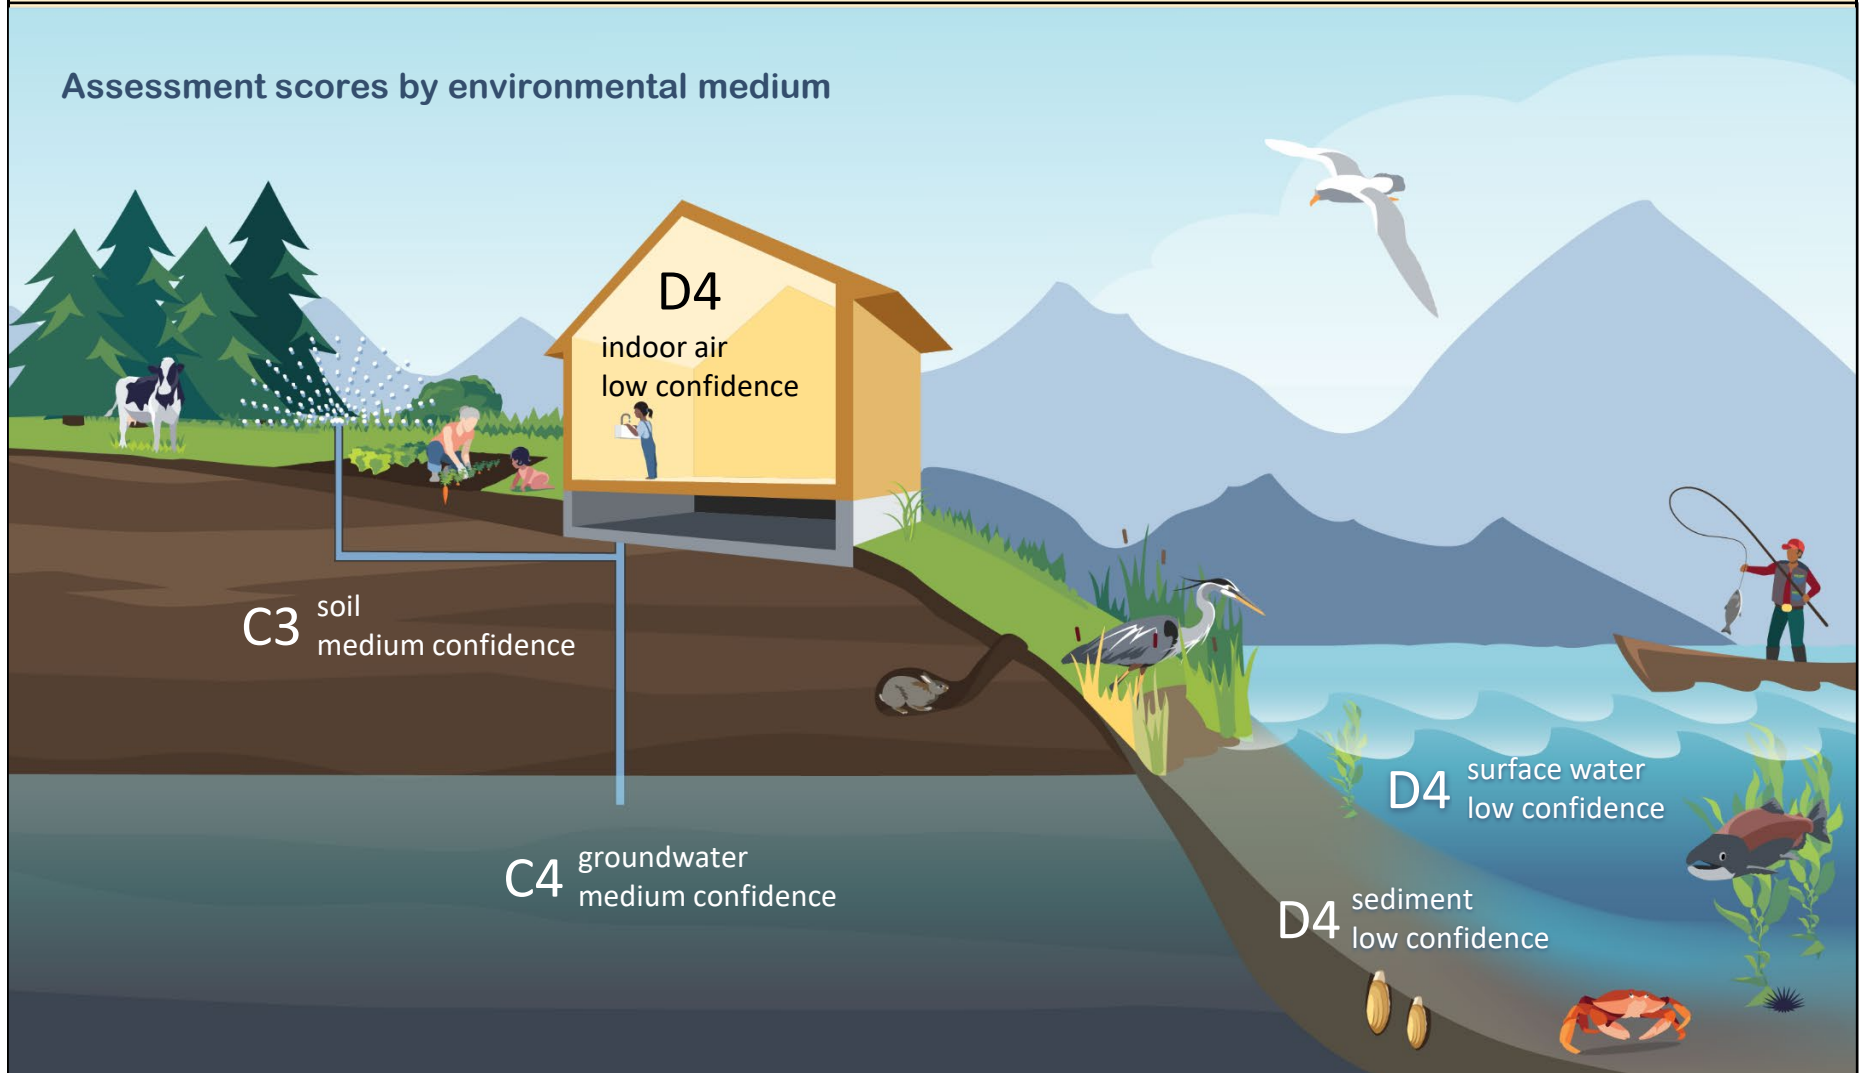 Assessment scores by environmental medium
D4
indoor air
low confidence
C3
soil
medium confidence
D4
surface water
low confidence
C4
groundwater
medium confidence
D4
sediment
low confidence